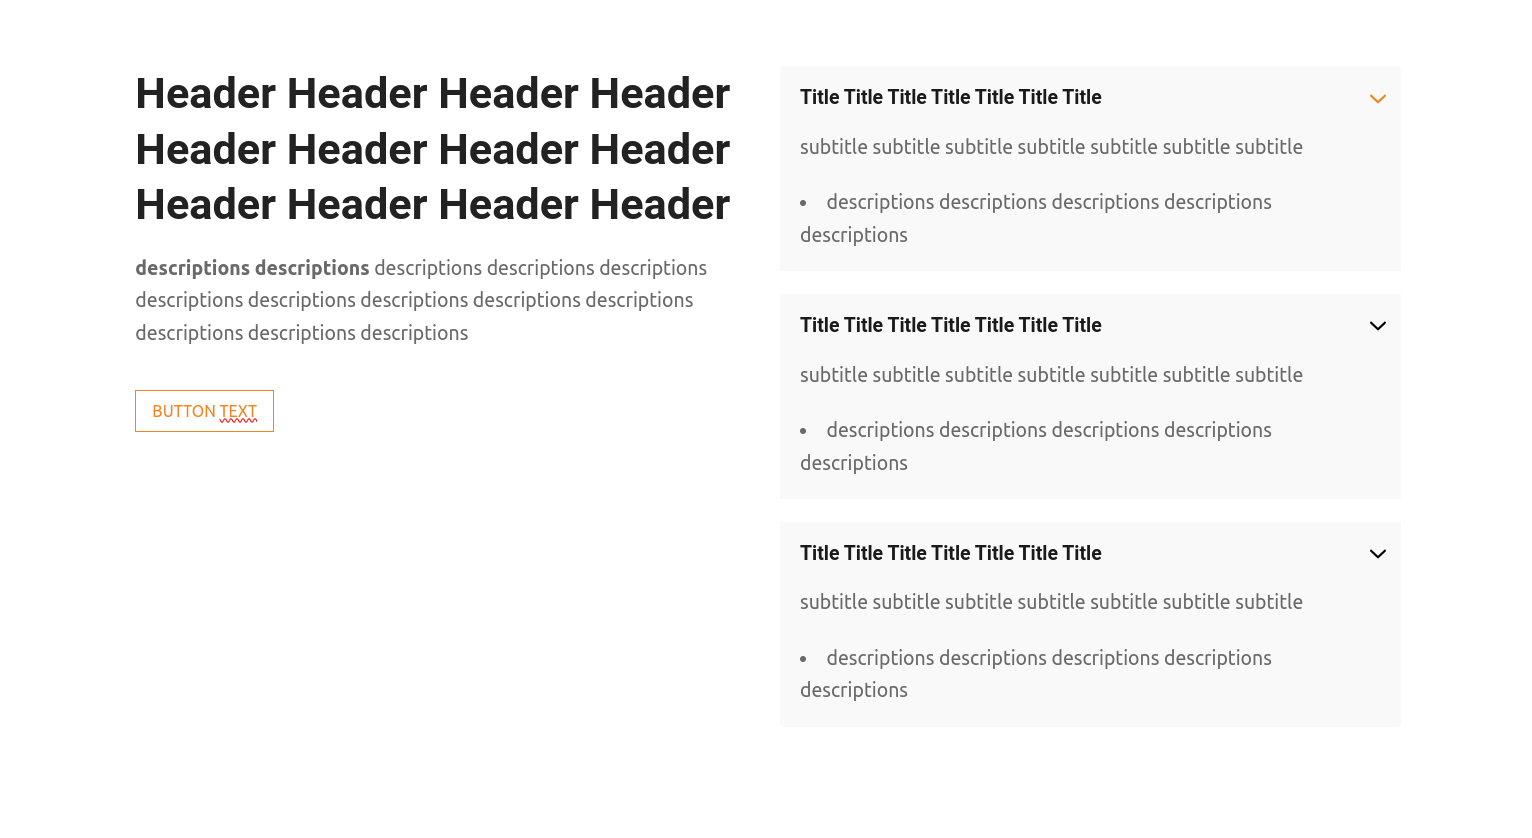 Header Header Header Header
Header Header Header Header
Header Header Header Header
descriptions descriptions descriptions descriptions descriptions
descriptions descriptions descriptions descriptions descriptions
descriptions descriptions descriptions
BUTTON TEXT
Title Title Title Title Title Title Title
subtitle subtitle subtitle subtitle subtitle subtitle subtitle
• descriptions descriptions descriptions descriptions
descriptions
Title Title Title Title Title Title Title
subtitle subtitle subtitle subtitle subtitle subtitle subtitle
• descriptions descriptions descriptions descriptions
descriptions
Title Title Title Title Title Title Title
subtitle subtitle subtitle subtitle subtitle subtitle subtitle
• descriptions descriptions descriptions descriptions
descriptions